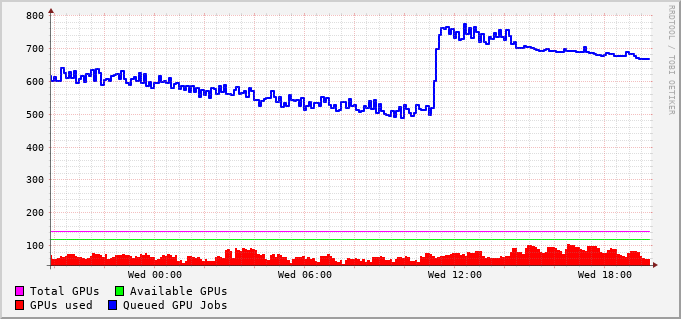 800
700
600
500
400
300
200
100
Wed 00:00 Wed 06:00 Wed 12:00 Wed 18:00
Total GPUs Available GPUs
GPUs used Queued GPU Jobs
RRDTOOL / TOBI OETIKER